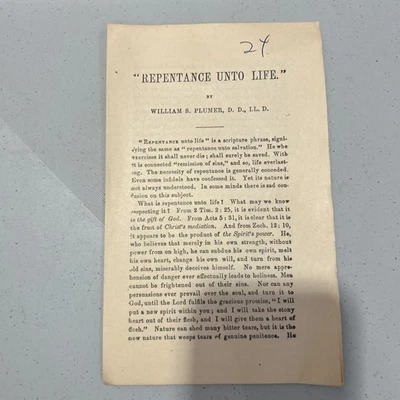 24
"REPENTANCE UNTO LIFE."
BY
WILLIAM S. PLUMER, D. D., LL. D.
"REPENTANCE unto life" is a scripture phrase, signi-
fying the same as "repentance unto salvation." He who
exercises it shall never die; shall surely be saved. With
it is connected "remission of sins," and so, life everlast-
ing. The necessity of repentance is generally conceded.
Even some infidels have confessed it. Yet its nature is
not always understood. In some minds there is sad con-
fusion on this subject.
What is repentance unto life? What may we know
respecting it? From 2 Tim. 2:25, it is evident that it
is the gift of God. From Acts 5:31, it is clear that it is
the fruit of Christ's mediation. And from Zech. 12:10,
it appears to be the product of the Spirit's power. He,
who believes that merely in his own strength, without
power from on high, he can subdue his own spirit, melt
his own heart, change his own will, and turn from his
old sins, miserably deceives himself. No mere appre-
hension of danger ever effectually leads to holiness. Men
cannot be frightened out of their sins. Nor can any
persuasions ever prevail over the soul, and turn it to
God, until the Lord fulfils the gracious promise, "I will
put a new spirit within you; and I will take the stony
heart out of their flesh, and I will give them a heart of
flesh." Nature can shed many bitter tears, but it is the
new nature that weeps tears of genuine penitence. He